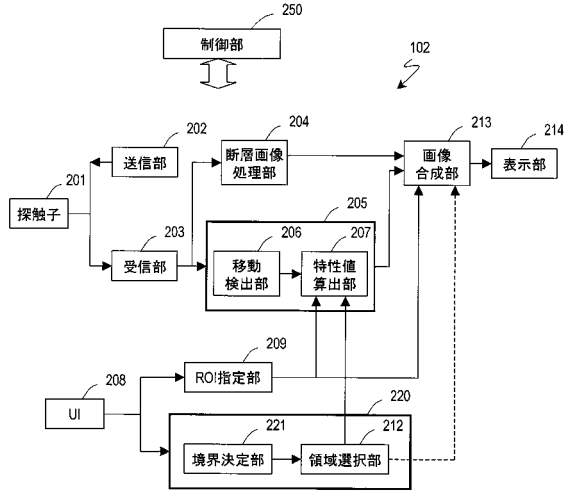 250
制御部
102
202
送信部
204
断層画像
処理部
213
画像
合成部
214
表示部
201
探触子
203
受信部
205
206
移動
検出部
207
特性値
算出部
209
ROI指定部
208
UI
220
221
境界決定部
212
領域選択部